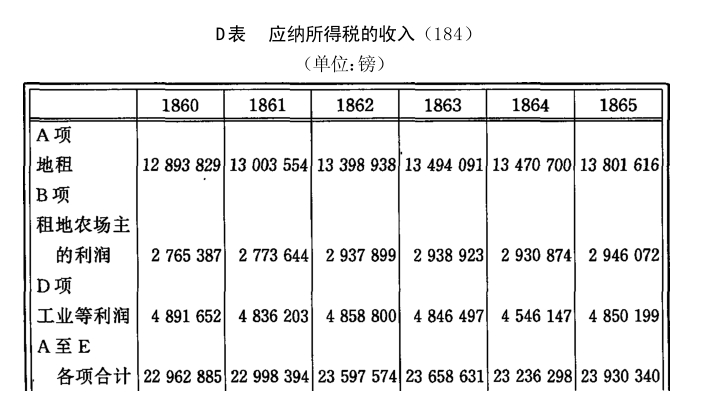 D表 应纳所得税的收入(184)
(单位:镑)
1860 1861 1862 1863 1864 1865
A项
地租 12 893 829 13 003 554 13 398 938 13 494 091 13 470 700 13 801 616
B项
租地农场主
的利润 2 765 387 2 773 644 2 937 899 2 938 923 2 930 874 2 946 072
D项
工业等利润 4 891 652 4 836 203 4 858 800 4 846 497 4 546 147 4 850 199
A至E
各项合计 22 962 885 22 998 394 23 597 574 23 658 631 23 236 298 23 930 340